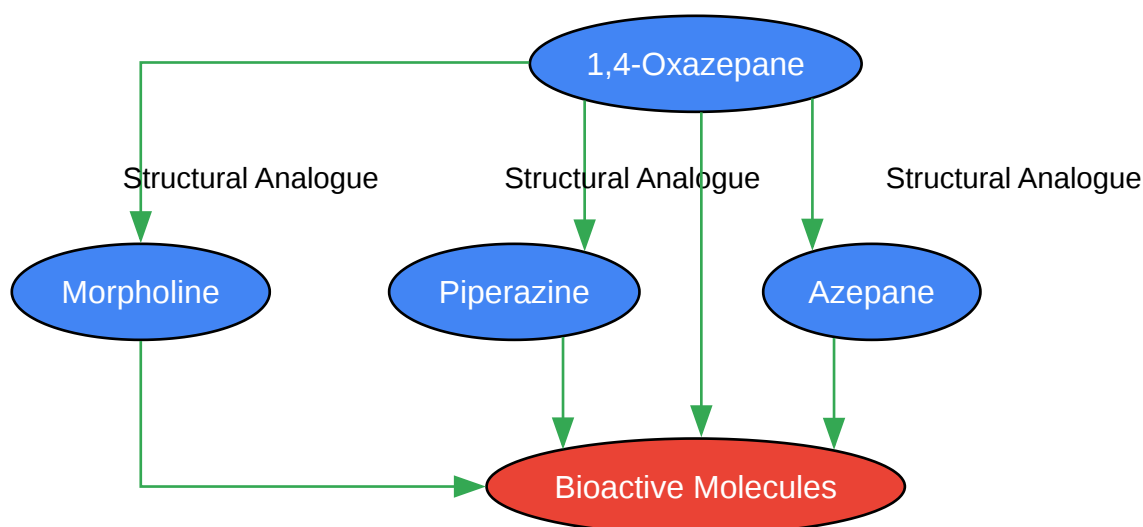 1,4-Oxazepane
Structural Analogue
Structural Analogue
Structural Analogue
Morpholine
Piperazine
Azepane
Bioactive Molecules